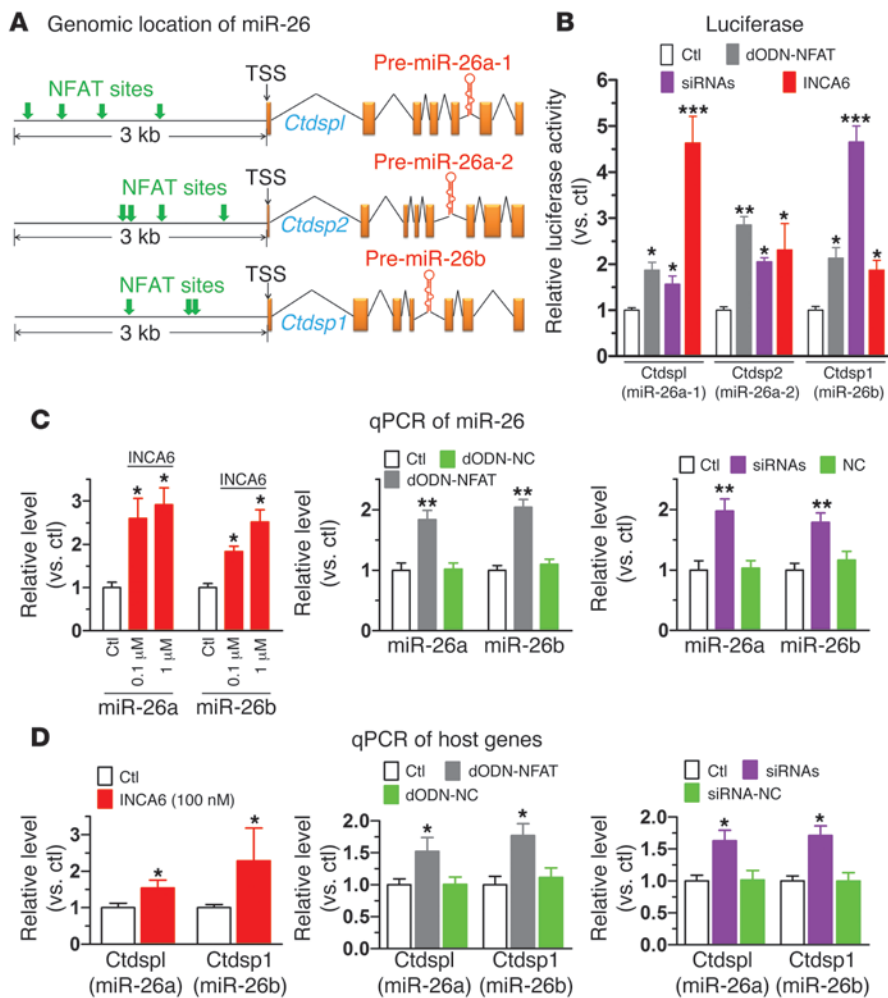 A Genomic location of miR-26
NFAT sites
TSS
Pre-miR-26a-1
Ctdspl
3 kb
NFAT sites
TSS
Pre-miR-26a-2
Ctdsp2
3 kb
NFAT sites
TSS
Pre-miR-26b
Ctdsp1
3 kb
B Luciferase
Ctl dODN-NFAT
siRNAs INCA6
Relative luciferase activity
(vs. ctl)
6
5
4
3
2
1
0
* * ***
** * *
* *** *
Ctdspl Ctdsp2 Ctdsp1
(miR-26a-1) (miR-26a-2) (miR-26b)
C qPCR of miR-26
Relative level
(vs. ctl)
3
2
1
0
INCA6
* *
INCA6
* *
Ctl 0.1 µM 1 µM Ctl 0.1 µM 1 µM
miR-26a miR-26b
Ctl dODN-NC
dODN-NFAT
Relative level
(vs. ctl)
2
1
0
** **
miR-26a miR-26b
Ctl siRNAs NC
Relative level
(vs. ctl)
2
1
0
** **
miR-26a miR-26b
D qPCR of host genes
Ctl
INCA6 (100 nM)
Relative level
(vs. ctl)
3
2
1
0
* *
Ctdspl Ctdsp1
(miR-26a) (miR-26b)
Ctl dODN-NFAT
dODN-NC
Relative level
(vs. ctl)
2.0
1.5
1.0
0.5
0.0
* *
Ctdspl Ctdsp1
(miR-26a) (miR-26b)
Ctl siRNAs
siRNA-NC
Relative level
(vs. ctl)
2.0
1.5
1.0
0.5
0.0
* *
Ctdspl Ctdsp1
(miR-26a) (miR-26b)